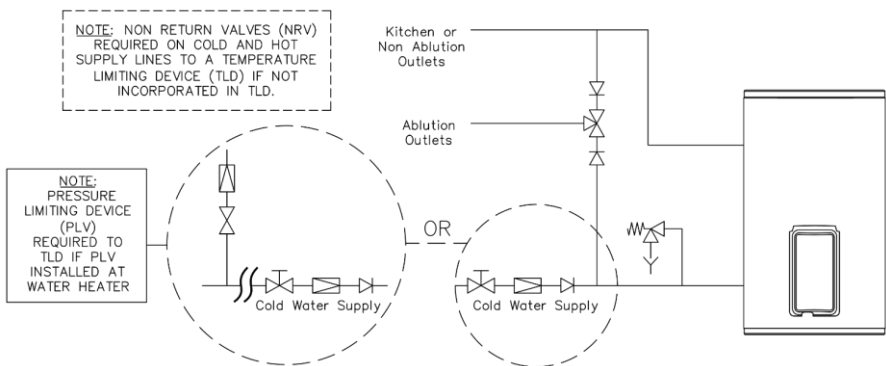 NOTE: NON RETURN VALVES (NRV)
REQUIRED ON COLD AND HOT
SUPPLY LINES TO A TEMPERATURE
LIMITING DEVICE (TLD) IF NOT
INCORPORATED IN TLD.
Kitchen or
Non Ablution
Outlets
Ablution
Outlets
NOTE:
PRESSURE
LIMITING DEVICE
(PLV)
REQUIRED TO
TLD IF PLV
INSTALLED AT
WATER HEATER
OR
Cold Water Supply
Cold Water Supply